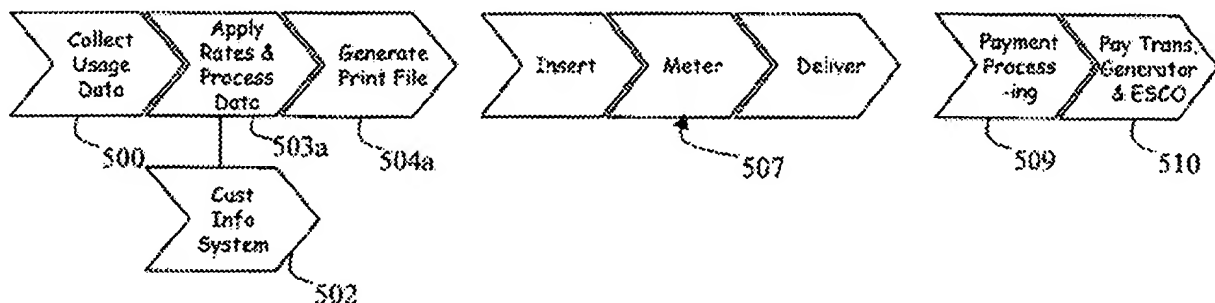 Collect
Usage
Data
Apply
Rates &
Process
Data
Generate
Print File
Insert
Meter
Deliver
Payment
Process
-ing
Pay Trans,
Generator
& ESCO
500
503a
504a
507
509
510
Cust
Info
System
502